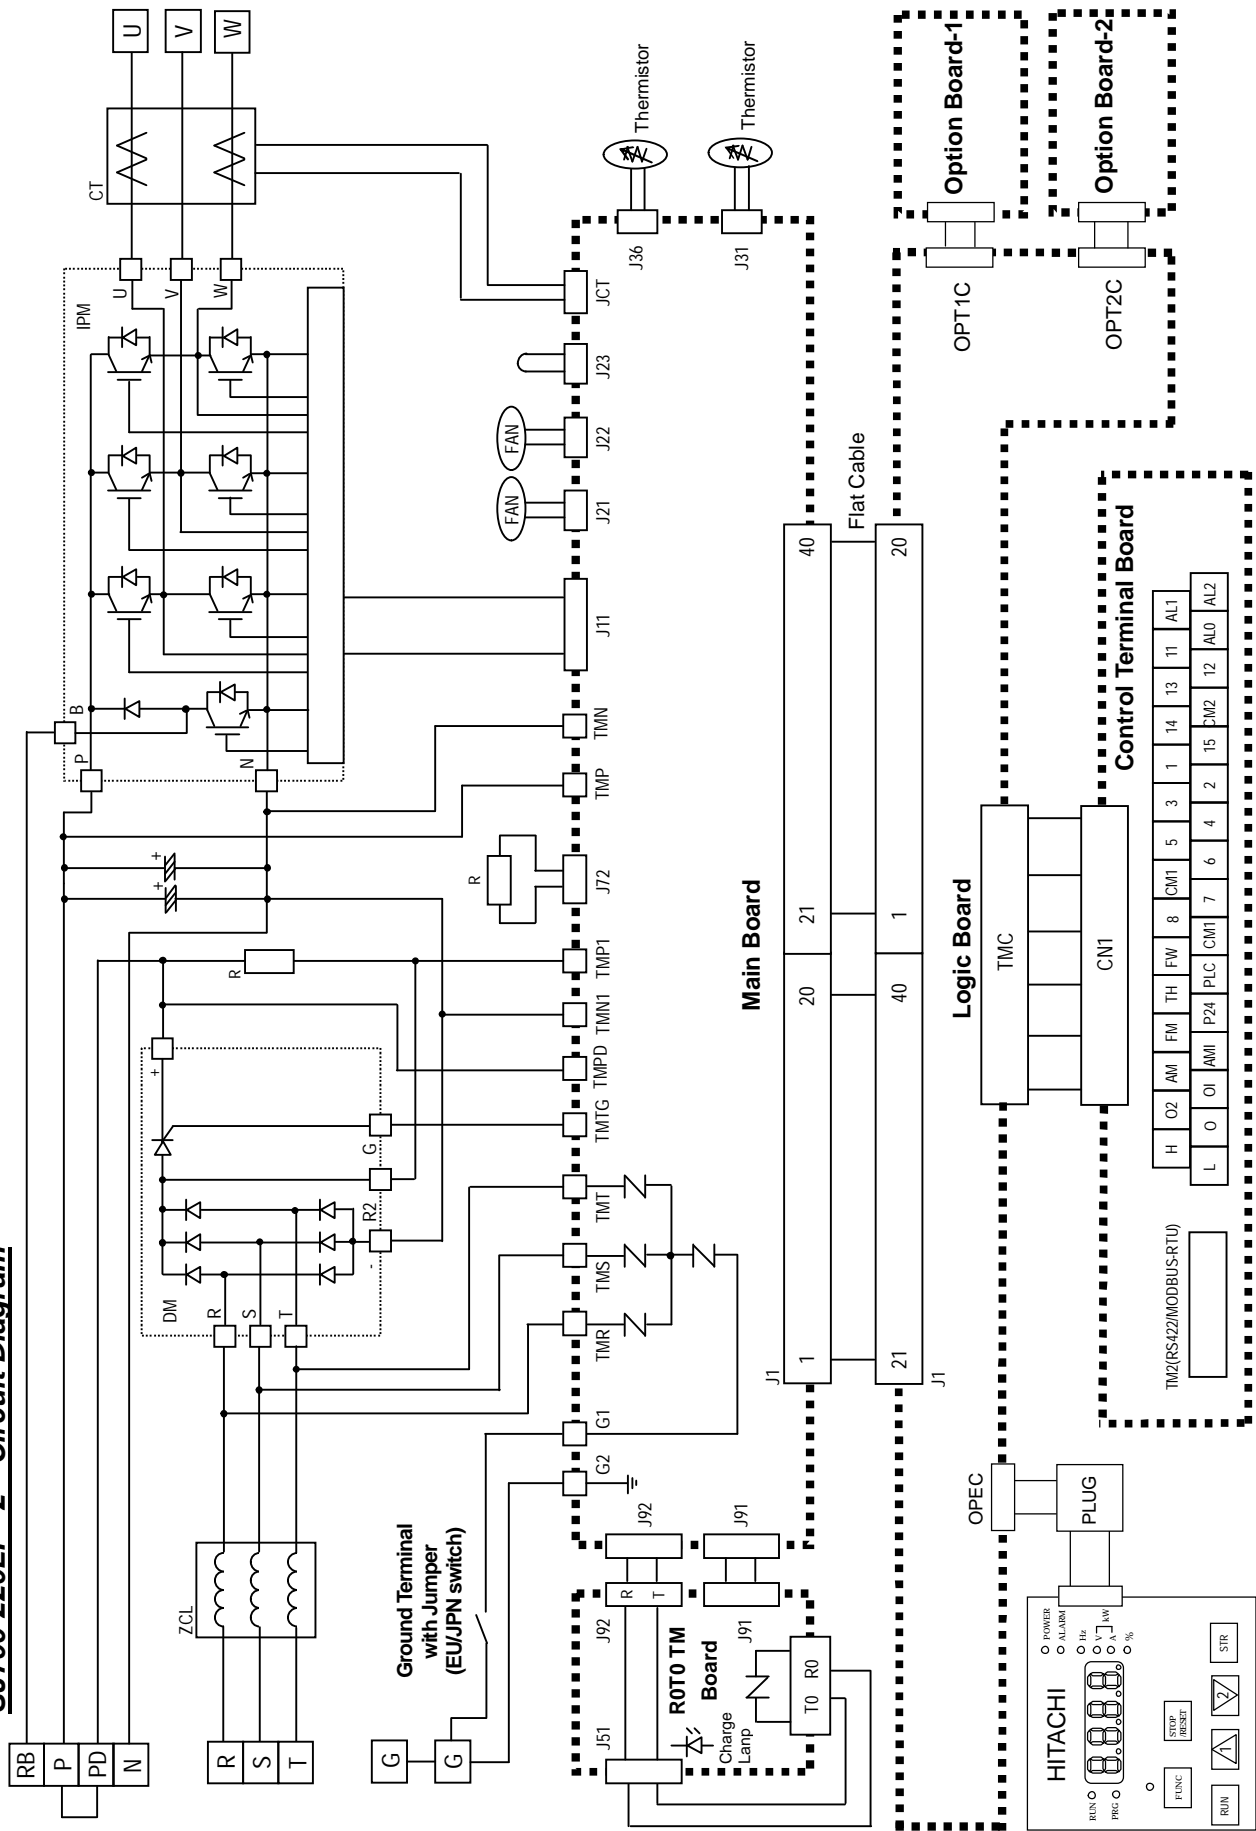 Circuit Diagram
RB
P
PD
N
R
S
T
G
G
ZCL
Ground Terminal
with Jumper
(EU/JPN switch)
DM
R
S
T
+
-
R2
G
R
+
+
P
B
N
IPM
U
V
W
CT
U
V
W
G2
G1
TMR
TMS
TMT
TMTG
TMPD
TMN1
TMP1
J72
R
TMP
TMN
J11
J21
FAN
J22
FAN
J23
JCT
J36
Thermistor
J31
Thermistor
J51
J92
R
T
J92
J91
J91
R0T0 TM
Board
Charge
Lanp
T0
R0
Main Board
J1
1
20
21
40
Flat Cable
J1
21
40
1
20
Logic Board
TMC
CN1
OPT1C
Option Board-1
OPT2C
Option Board-2
OPEC
PLUG
Control Terminal Board
H O2 AM FM TH FW 8 CM1 5 3 1 14 13 11 AL1
L O OI AMI P24 PLC CM1 7 6 4 2 15 CM2 12 AL0 AL2
TM2(RS422/MODBUS-RTU)
HITACHI
POWER
ALARM
Hz
V
kW
A
%
RUN
PRG
FUNC
STOP
/RESET
RUN
1
2
STR